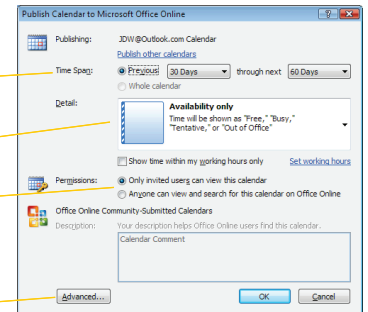 Publish Calendar to Microsoft Office Online
Publishing: JDW@Outlook.com Calendar
Publish other calendars
Time Span: Previous 30 Days through next 60 Days
Whole calendar
Detail: Availability only
Time will be shown as "Free," "Busy,"
"Tentative," or "Out of Office"
Show time within my working hours only Set working hours
Permissions: Only invited users can view this calendar
Anyone can view and search for this calendar on Office Online
Office Online Community-Submitted Calendars
Description: Your description helps Office Online users find this calendar.
Calendar Comment
Advanced... OK Cancel